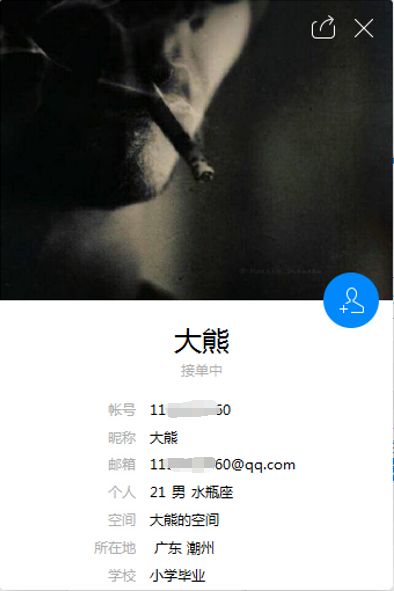 大熊
接单中
帐号 11 60
昵称 大熊
邮箱 11 60@qq.com
个人 21 男 水瓶座
空间 大熊的空间
所在地 广东 潮州
学校 小学毕业